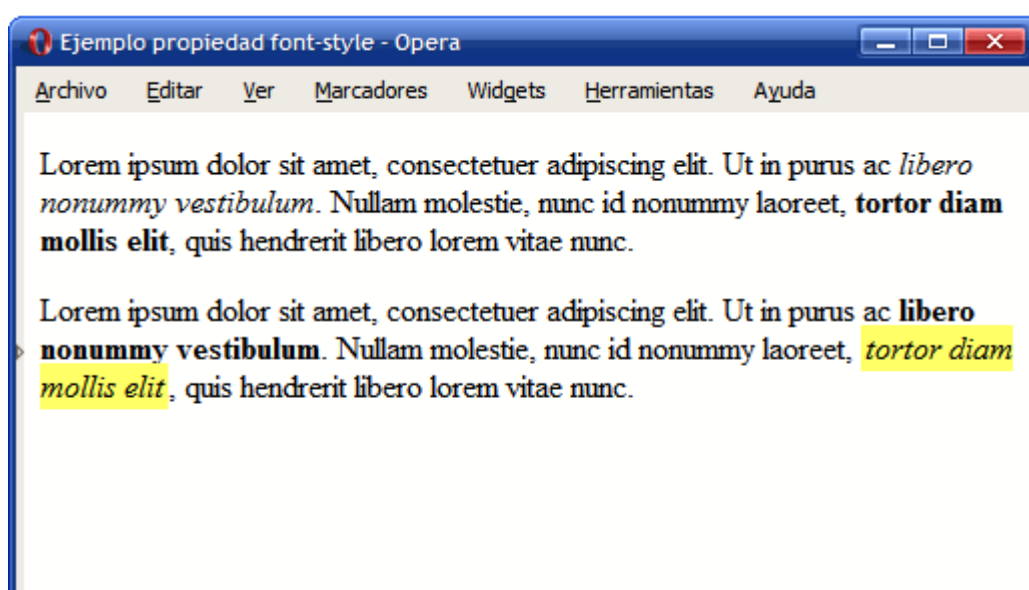 Ejemplo propiedad font-style - Opera
Archivo Editar Ver Marcadores Widgets Herramientas Ayuda
Lorem ipsum dolor sit amet, consectetuer adipiscing elit. Ut in purus ac libero
nonummy vestibulum. Nullam molestie, nunc id nonummy laoreet, tortor diam
mollis elit, quis hendrerit libero lorem vitae nunc.
Lorem ipsum dolor sit amet, consectetuer adipiscing elit. Ut in purus ac libero
nonummy vestibulum. Nullam molestie, nunc id nonummy laoreet, tortor diam
mollis elit, quis hendrerit libero lorem vitae nunc.